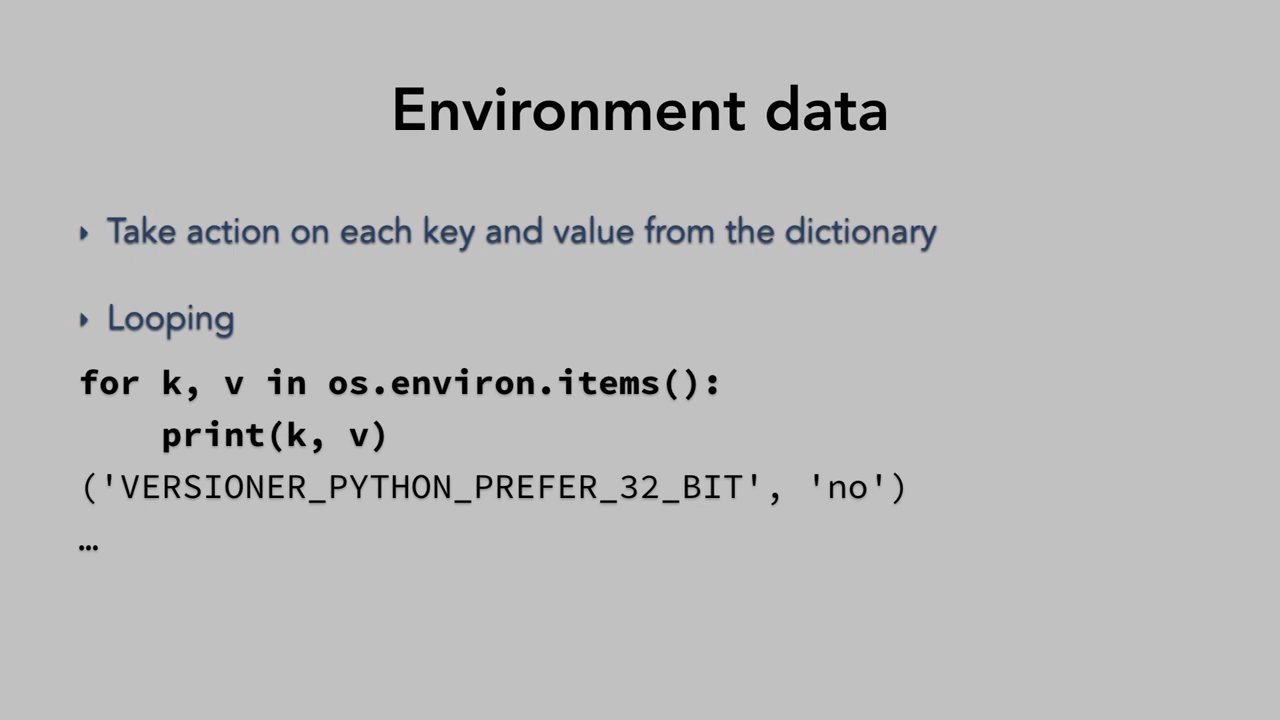 Environment data
‣ Take action on each key and value from the dictionary
‣ Looping
for k, v in os.environ.items():
    print(k, v)
('VERSIONER_PYTHON_PREFER_32_BIT', 'no')
…